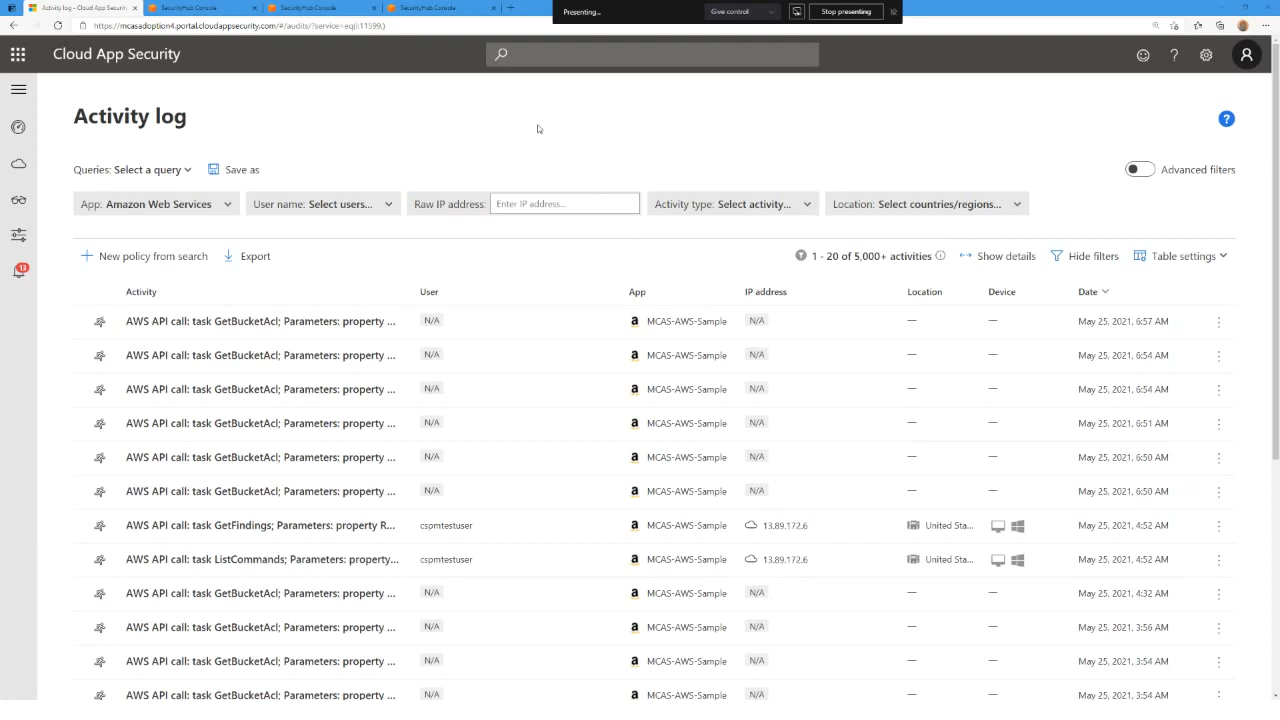 Activity log - Cloud App Security
SecurityHub Console
SecurityHub Console
SecurityHub Console
Presenting...
Give control
Stop presenting
https://mcasadoption4.portal.cloudappsecurity.com/#/audits/?service=eq(i:11599,)
Cloud App Security
Activity log
Queries: Select a query
Save as
Advanced filters
App: Amazon Web Services
User name: Select users...
Raw IP address: Enter IP address...
Activity type: Select activity...
Location: Select countries/regions...
13
New policy from search
Export
1 - 20 of 5,000+ activities
Show details
Hide filters
Table settings
Activity User App IP address Location Device Date
AWS API call: task GetBucketAcl; Parameters: property ... N/A a MCAS-AWS-Sample N/A — — May 25, 2021, 6:57 AM
AWS API call: task GetBucketAcl; Parameters: property ... N/A a MCAS-AWS-Sample N/A — — May 25, 2021, 6:54 AM
AWS API call: task GetBucketAcl; Parameters: property ... N/A a MCAS-AWS-Sample N/A — — May 25, 2021, 6:54 AM
AWS API call: task GetBucketAcl; Parameters: property ... N/A a MCAS-AWS-Sample N/A — — May 25, 2021, 6:51 AM
AWS API call: task GetBucketAcl; Parameters: property ... N/A a MCAS-AWS-Sample N/A — — May 25, 2021, 6:50 AM
AWS API call: task GetBucketAcl; Parameters: property ... N/A a MCAS-AWS-Sample N/A — — May 25, 2021, 6:50 AM
AWS API call: task GetFindings; Parameters: property R... cspmtestuser a MCAS-AWS-Sample 13.89.172.6 United Sta... May 25, 2021, 4:52 AM
AWS API call: task ListCommands; Parameters: property... cspmtestuser a MCAS-AWS-Sample 13.89.172.6 United Sta... May 25, 2021, 4:52 AM
AWS API call: task GetBucketAcl; Parameters: property ... N/A a MCAS-AWS-Sample N/A — — May 25, 2021, 4:32 AM
AWS API call: task GetBucketAcl; Parameters: property ... N/A a MCAS-AWS-Sample N/A — — May 25, 2021, 3:56 AM
AWS API call: task GetBucketAcl; Parameters: property ... N/A a MCAS-AWS-Sample N/A — — May 25, 2021, 3:54 AM
AWS API call: task GetBucketAcl; Parameters: property ... N/A a MCAS-AWS-Sample N/A — — May 25, 2021, 3:54 AM